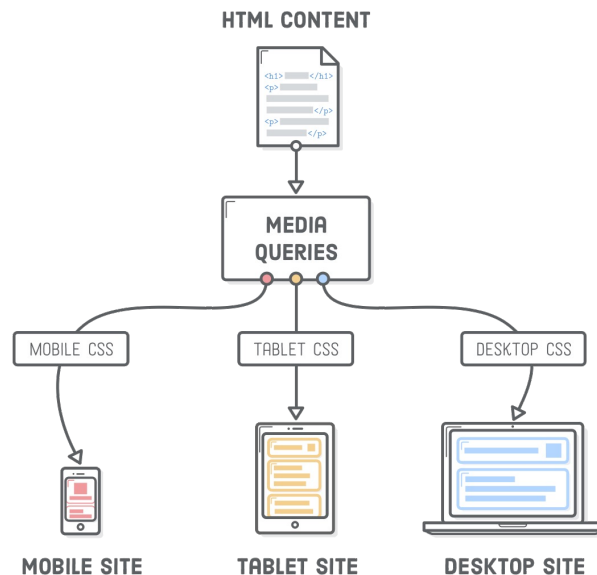 HTML CONTENT
<h1> </h1>
<p>
</p>
<p>
</p>
MEDIA
QUERIES
MOBILE CSS
TABLET CSS
DESKTOP CSS
MOBILE SITE
TABLET SITE
DESKTOP SITE